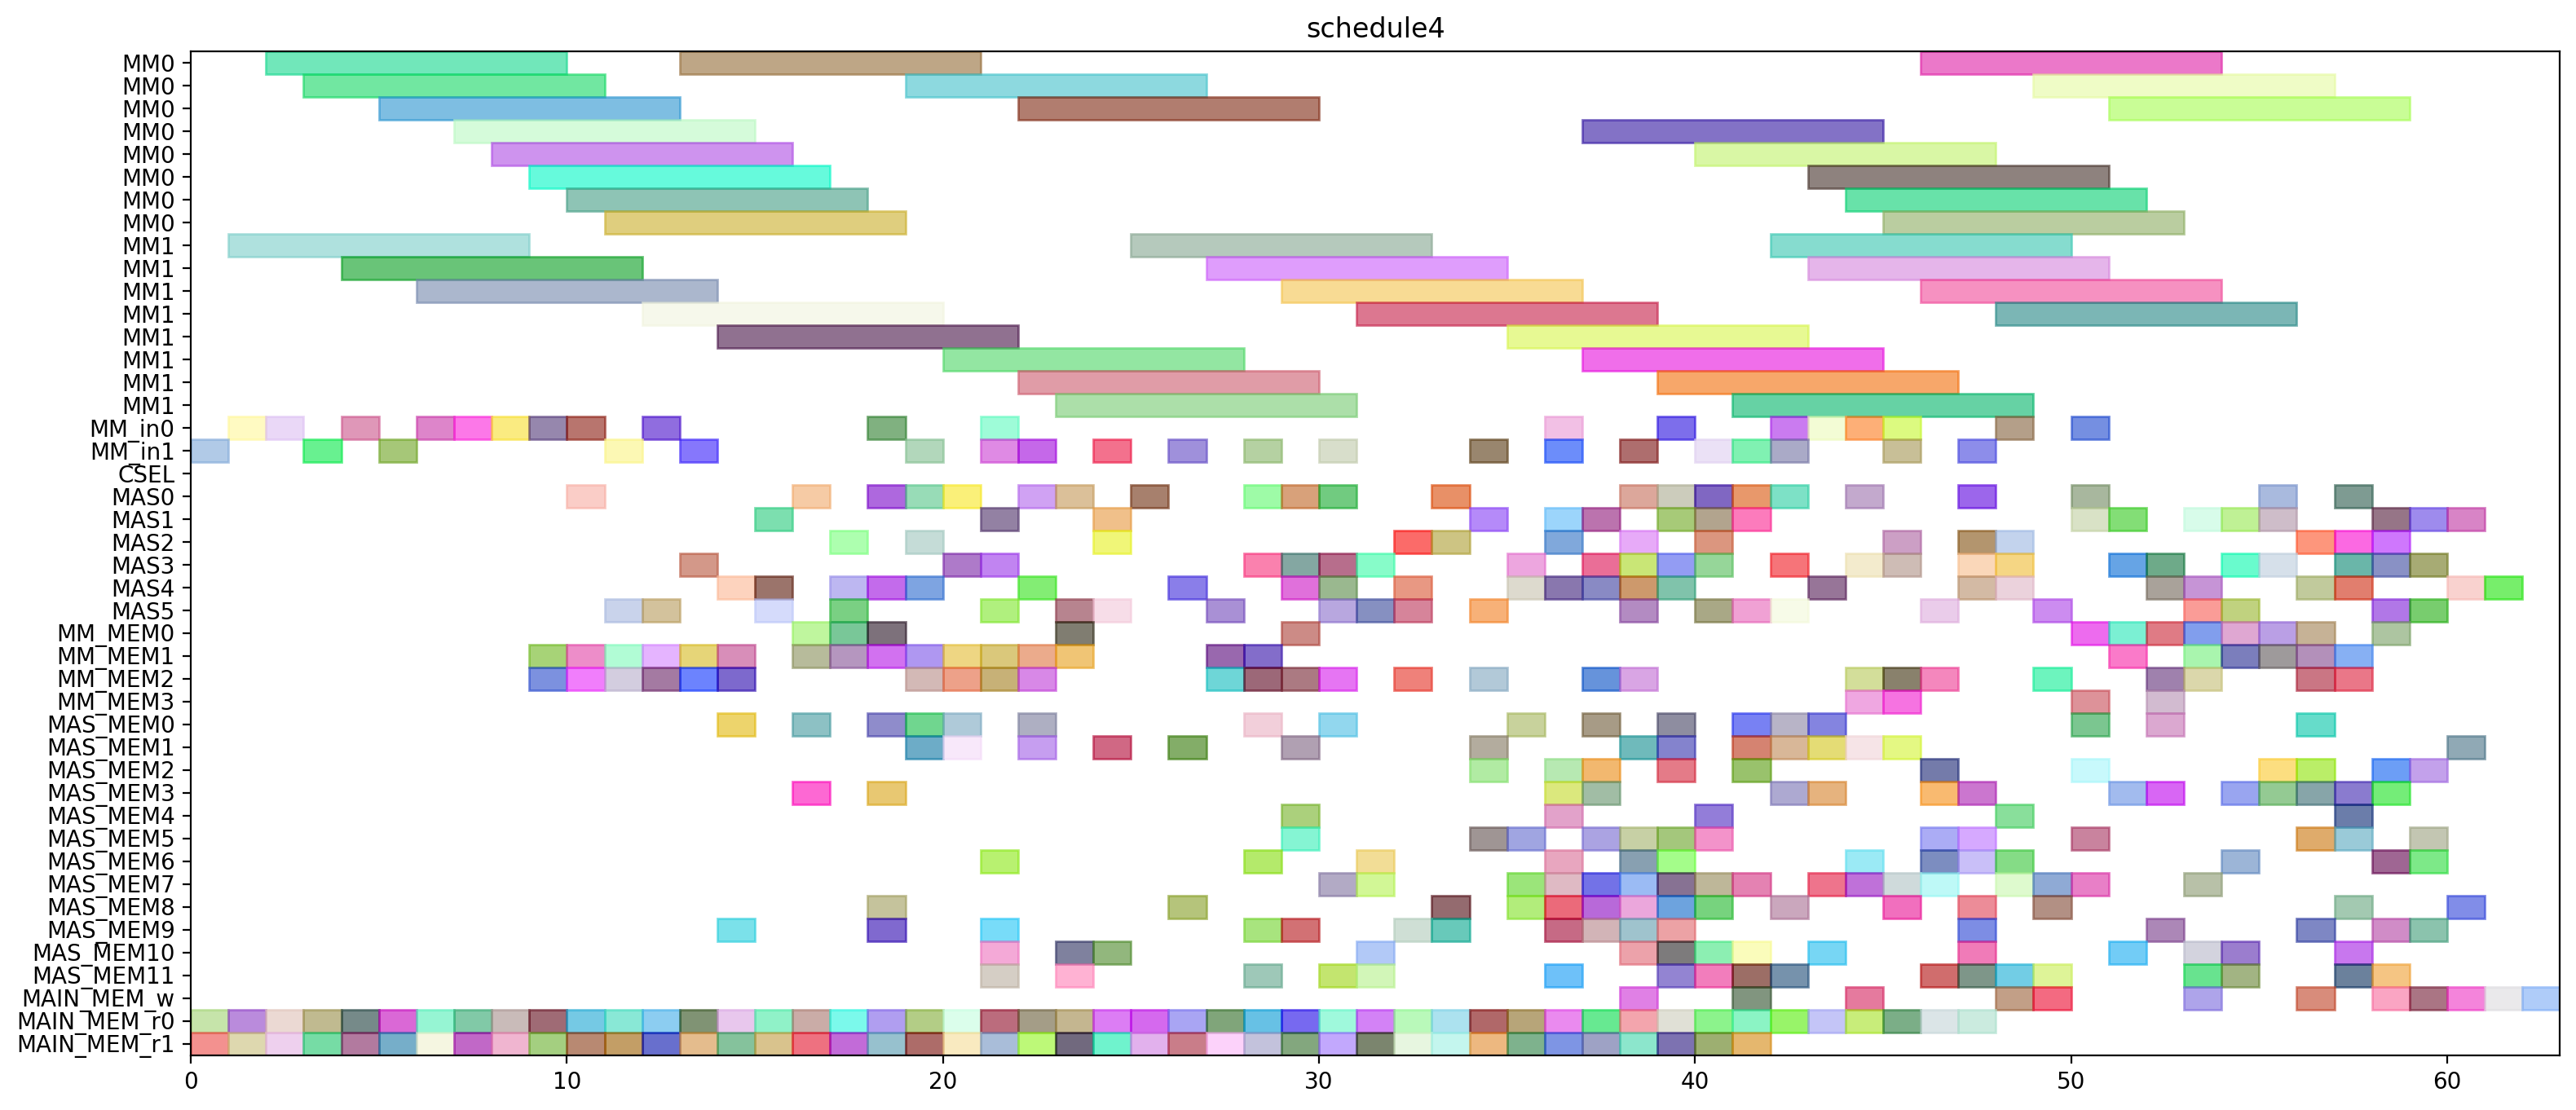 schedule4
MM0
MM0
MM0
MM0
MM0
MM0
MM0
MM0
MM1
MM1
MM1
MM1
MM1
MM1
MM1
MM1
MM_in0
MM_in1
CSEL
MAS0
MAS1
MAS2
MAS3
MAS4
MAS5
MM_MEM0
MM_MEM1
MM_MEM2
MM_MEM3
MAS_MEM0
MAS_MEM1
MAS_MEM2
MAS_MEM3
MAS_MEM4
MAS_MEM5
MAS_MEM6
MAS_MEM7
MAS_MEM8
MAS_MEM9
MAS_MEM10
MAS_MEM11
MAIN_MEM_w
MAIN_MEM_r0
MAIN_MEM_r1
0 10 20 30 40 50 60